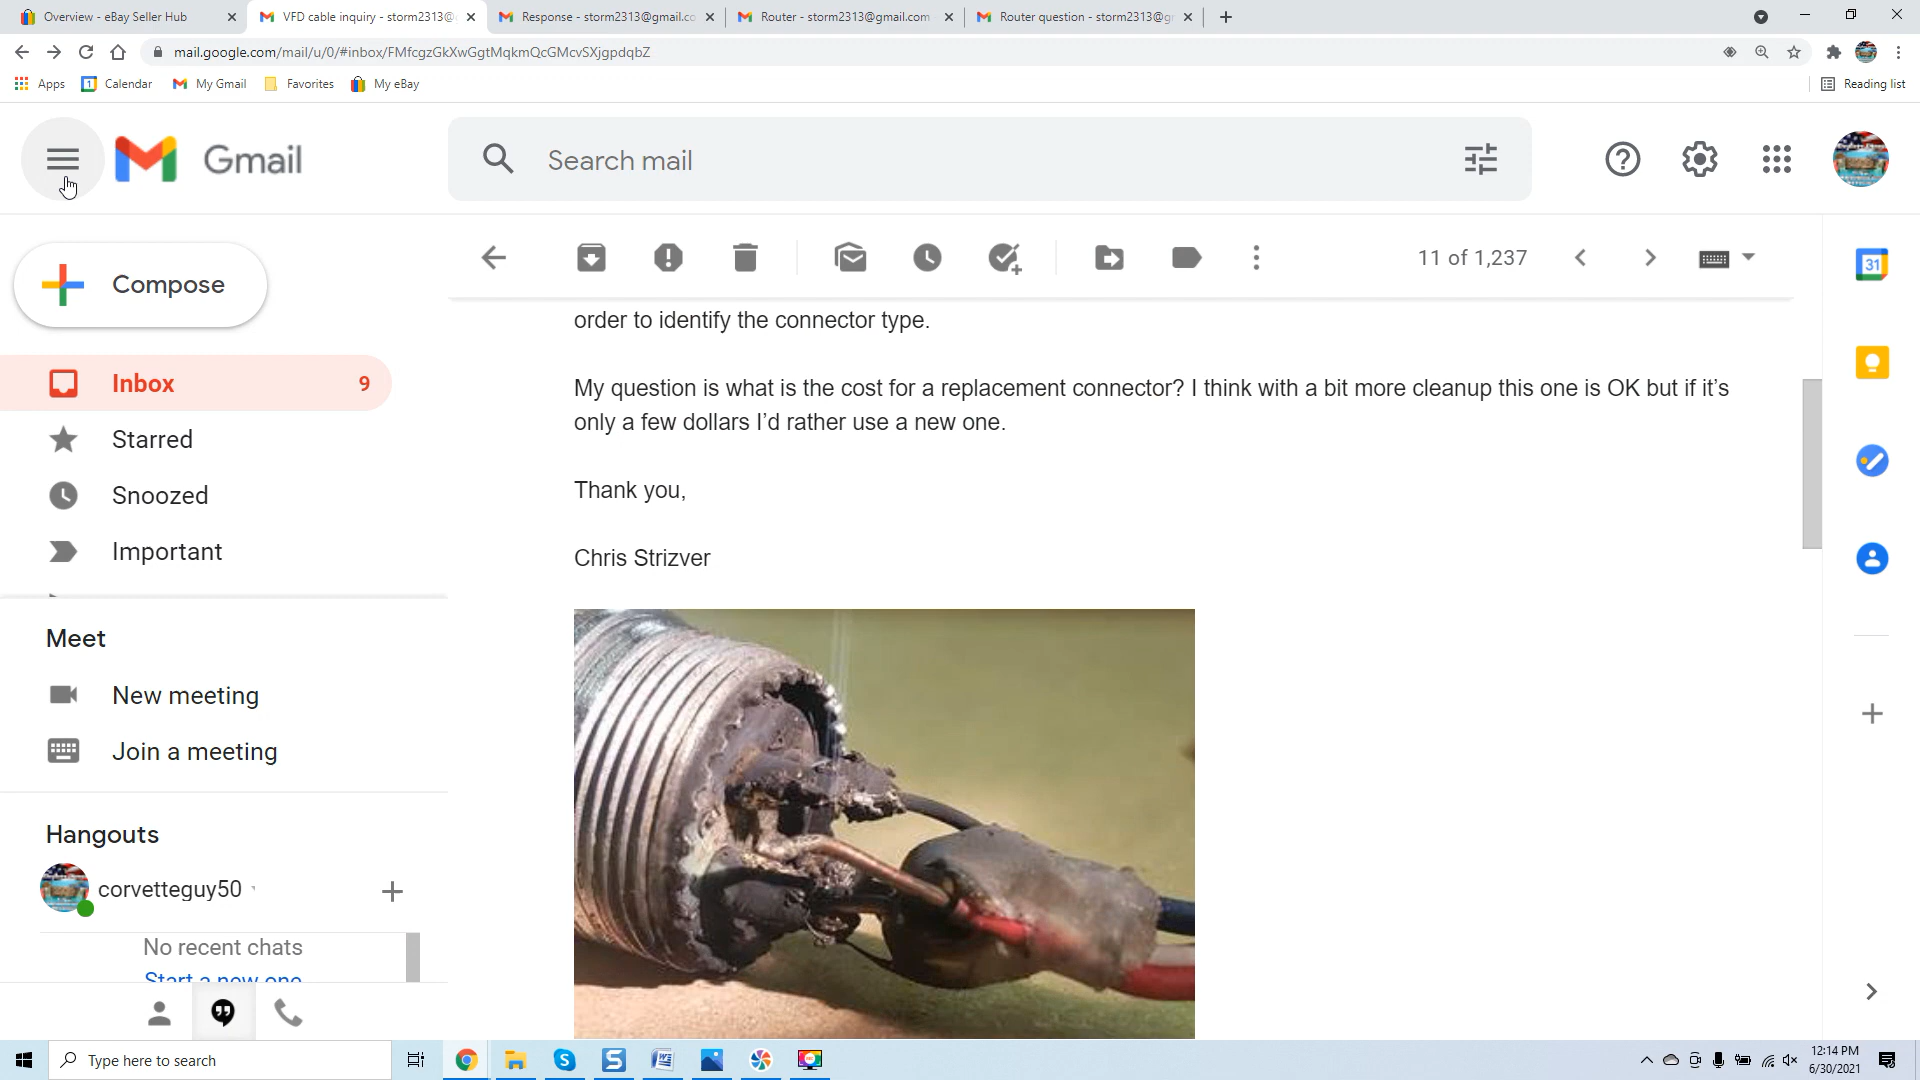 Overview - eBay Seller Hub
VFD cable inquiry - storm2313@
Response - storm2313@gmail.co
Router - storm2313@gmail.com
Router question - storm2313@g
mail.google.com/mail/u/0/#inbox/FMfcgzGkXwGgtMqkmQcGMcvSXjgpdqbZ
Apps
Calendar
My Gmail
Favorites
My eBay
Reading list
Gmail
Search mail
Compose
11 of 1,237
31
Inbox 9
Starred
Snoozed
Important
Meet
New meeting
Join a meeting
Hangouts
corvetteguy50
No recent chats
Start a new one
order to identify the connector type.
My question is what is the cost for a replacement connector? I think with a bit more cleanup this one is OK but if it’s
only a few dollars I’d rather use a new one.
Thank you,
Chris Strizver
Type here to search
12:14 PM
6/30/2021